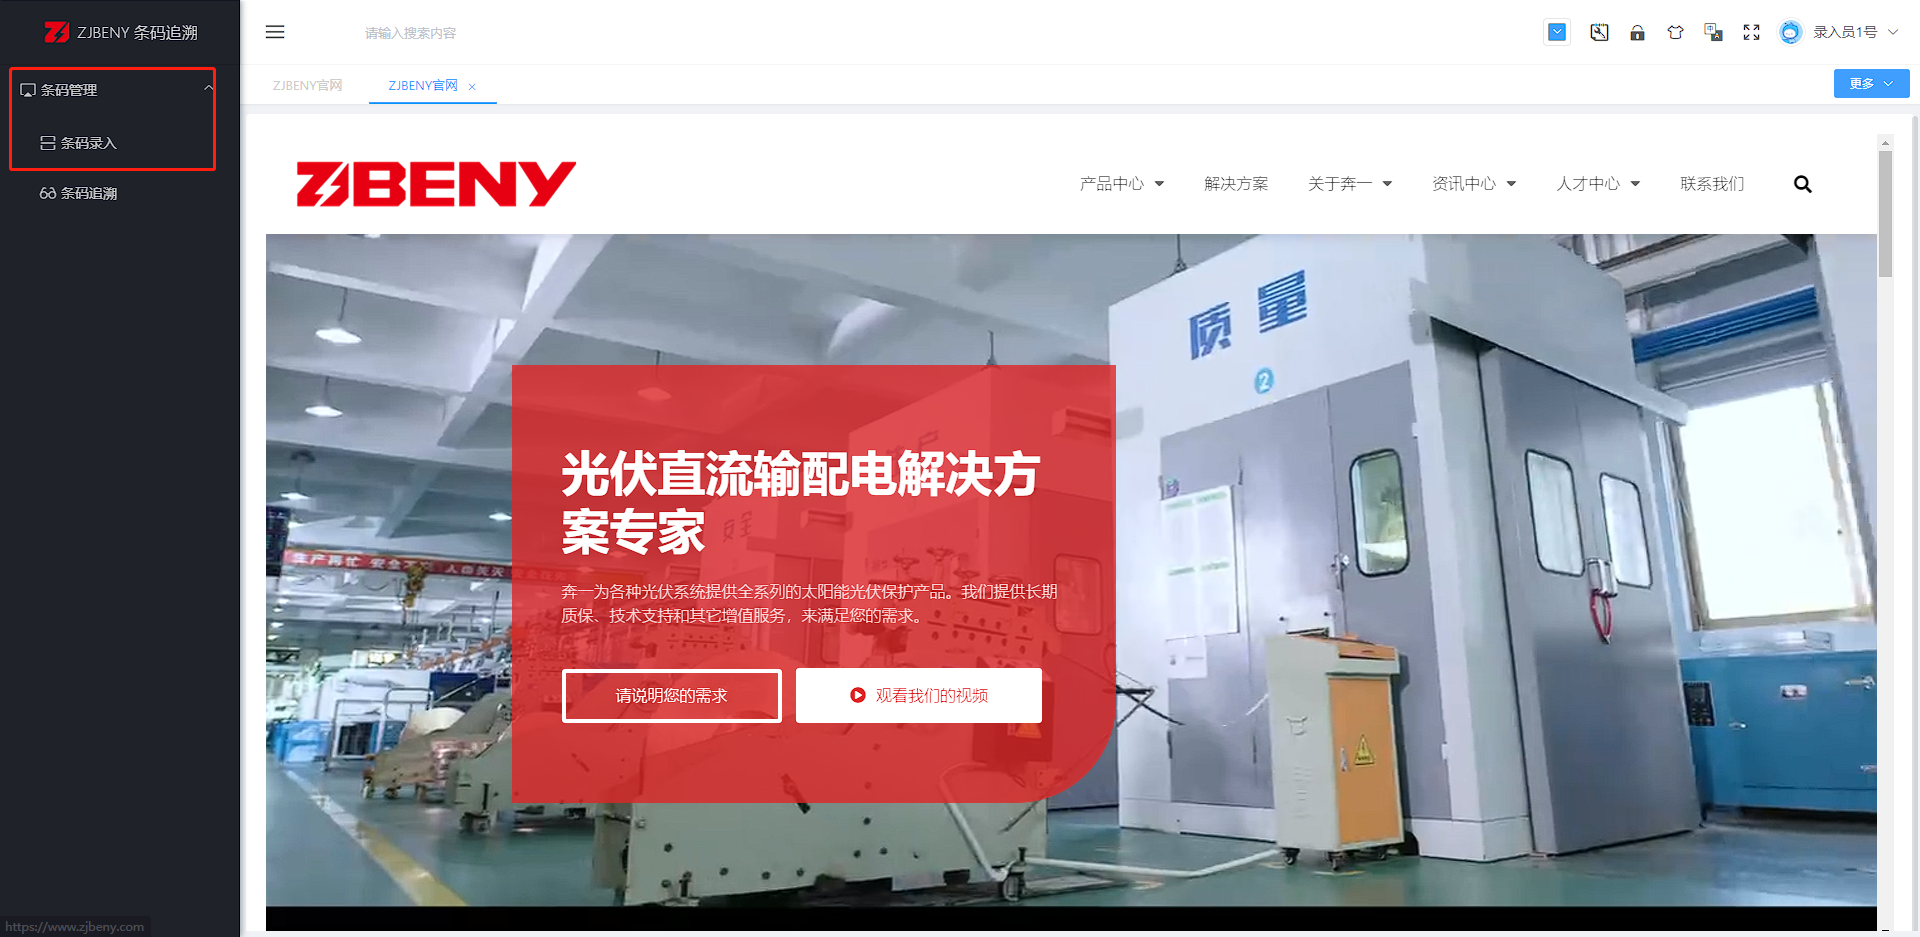 ZJBENY 条码追溯
条码管理
条码录入
条码追溯
请输入搜索内容
录入员1号
ZJBENY官网
ZJBENY官网
更多
ZJBENY
产品中心
解决方案
关于奔一
资讯中心
人才中心
联系我们
质量
2
光伏直流输配电解决方
案专家
奔一为各种光伏系统提供全系列的太阳能光伏保护产品。我们提供长期
质保、技术支持和其它增值服务，来满足您的需求。
请说明您的需求
观看我们的视频
https://www.zjbeny.com